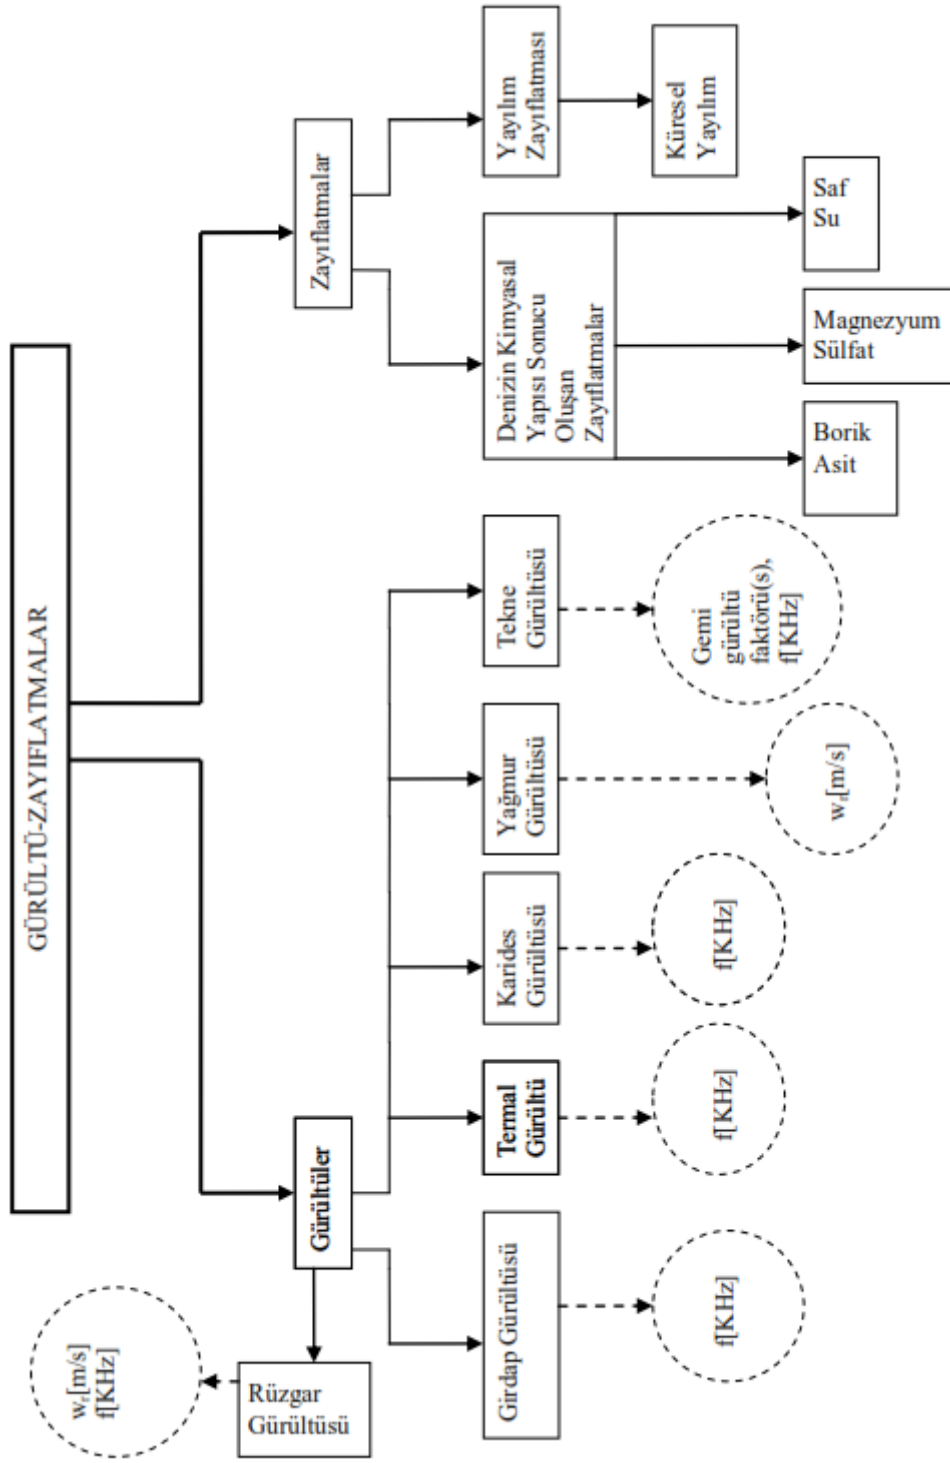 GÜRÜLTÜ-ZAYIFLATMALAR
Zayıflatmalar
Gürültüler
Rüzgar
Gürültüsü
wᵣ[m/s]
f[KHz]
Girdap Gürültüsü
f[KHz]
Termal
Gürültü
f[KHz]
Karides
Gürültüsü
f[KHz]
Yağmur
Gürültüsü
wᵣ[m/s]
Tekne
Gürültüsü
Gemi
gürültü
faktörü(s),
f[KHz]
Denizin Kimyasal
Yapısı Sonucu
Oluşan
Zayıflatmalar
Borik
Asit
Magnezyum
Sülfat
Saf
Su
Yayılım
Zayıflatması
Küresel
Yayılım